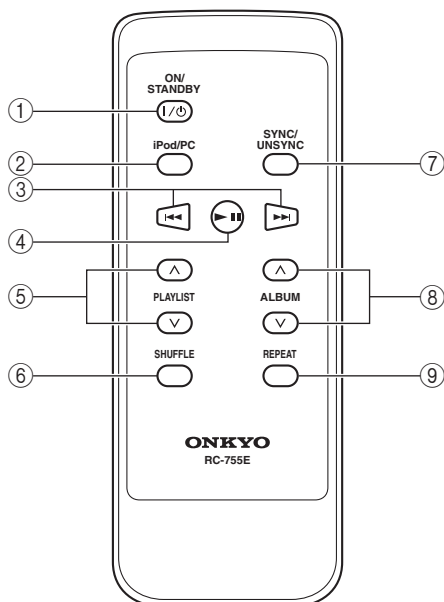 ON/
STANDBY
①
iPod/PC
SYNC/
UNSYNC
②
⑦
③
④
⑤
PLAYLIST
ALBUM
⑧
⑥
SHUFFLE
REPEAT
⑨
ONKYO
RC-755E